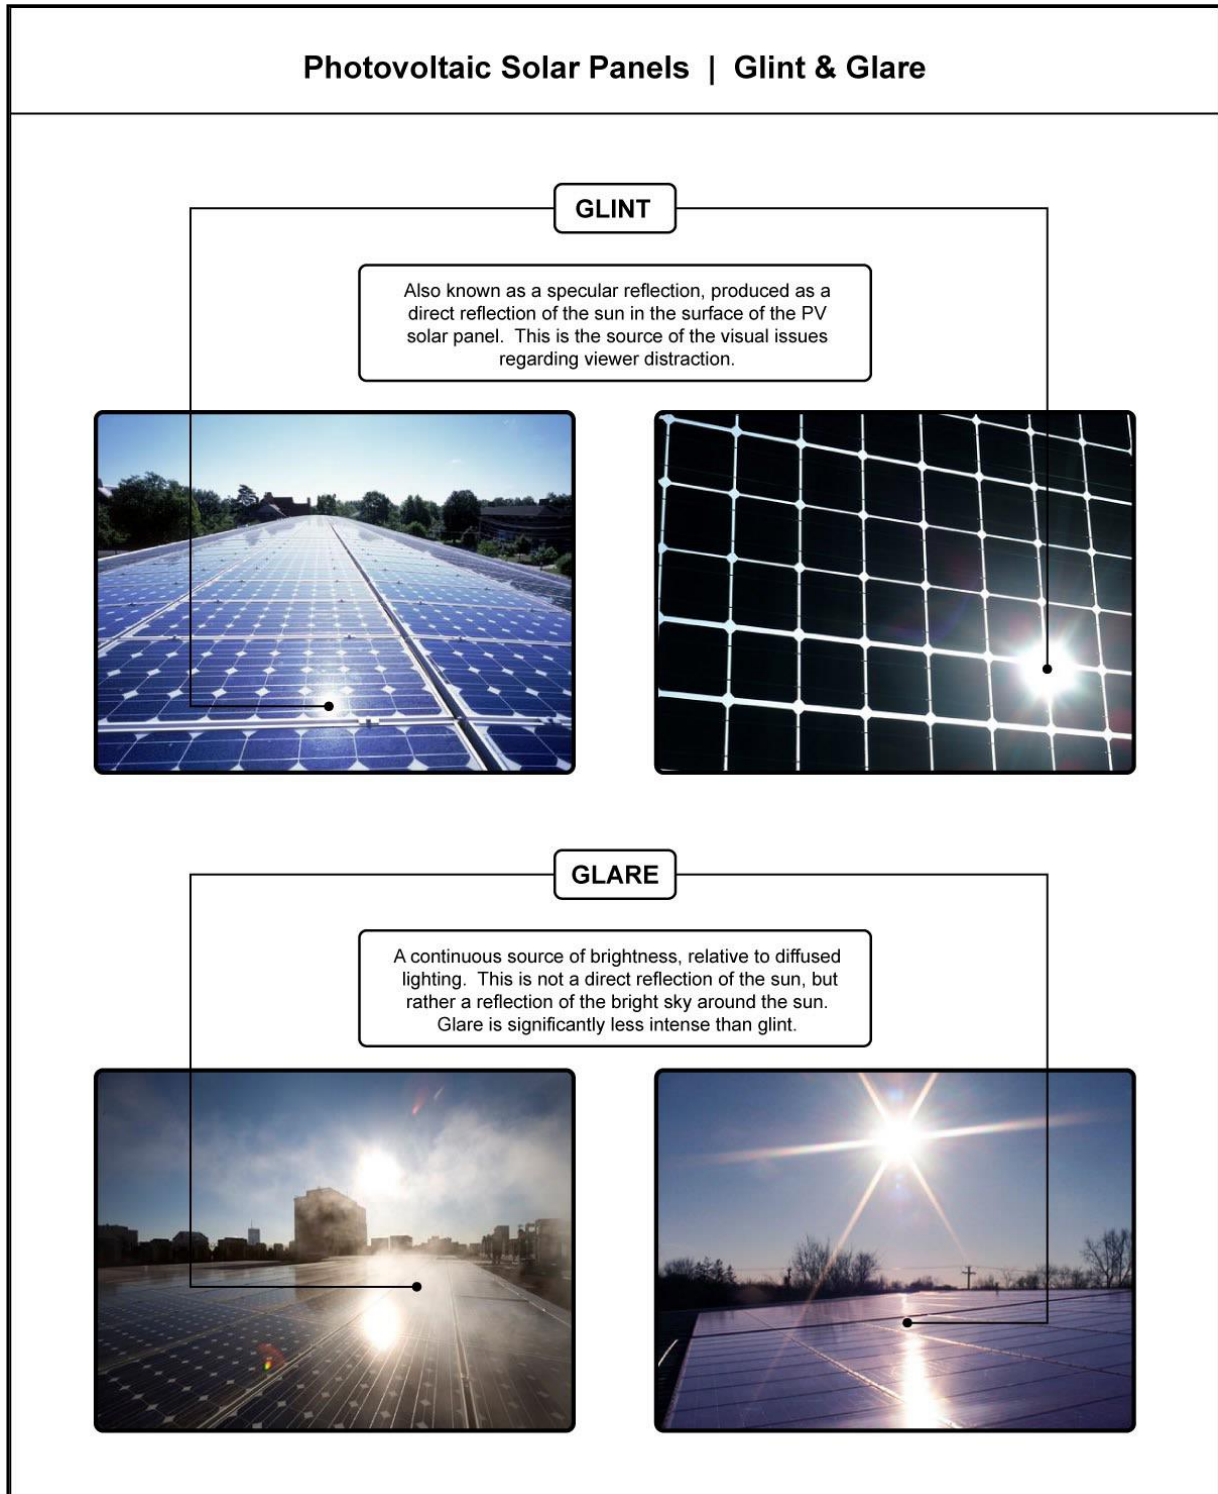 Photovoltaic Solar Panels | Glint & Glare
GLINT
Also known as a specular reflection, produced as a
direct reflection of the sun in the surface of the PV
solar panel. This is the source of the visual issues
regarding viewer distraction.
GLARE
A continuous source of brightness, relative to diffused
lighting. This is not a direct reflection of the sun, but
rather a reflection of the bright sky around the sun.
Glare is significantly less intense than glint.